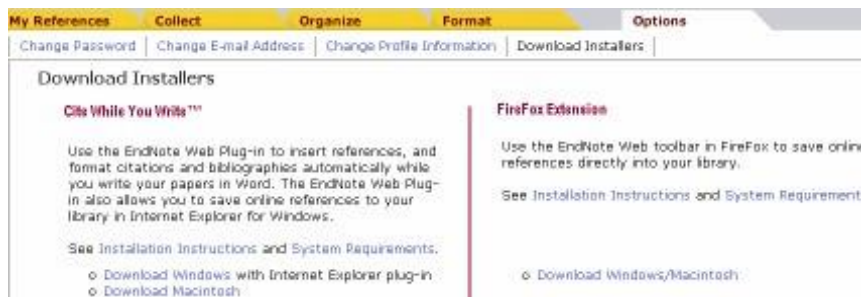 My References Collect Organize Format Options
Change Password Change E-mail Address Change Profile Information Download Installers
Download Installers
Cite While You Write™
Use the EndNote Web Plug-in to insert references, and
format citations and bibliographies automatically while
you write your papers in Word. The EndNote Web Plug-
in also allows you to save online references to your
library in Internet Explorer for Windows.
See Installation Instructions and System Requirements.
o Download Windows with Internet Explorer plug-in
o Download Macintosh
FireFox Extension
Use the EndNote Web toolbar in FireFox to save online
references directly into your library.
See Installation Instructions and System Requirement
o Download Windows/Macintosh